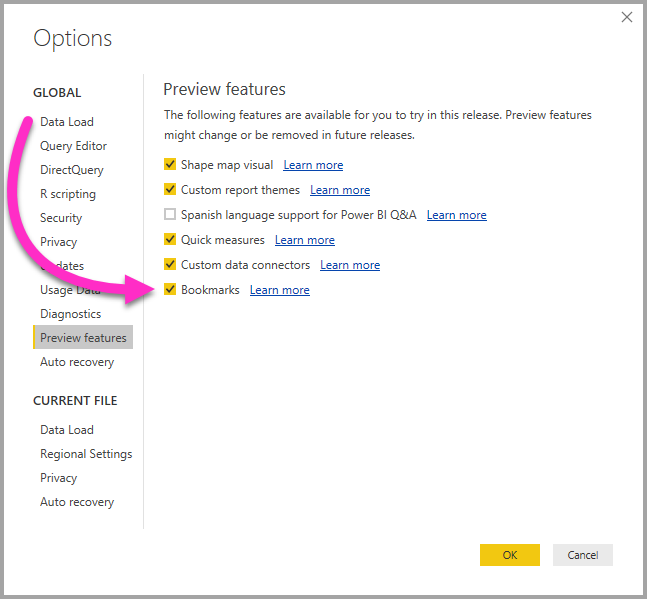 Options
GLOBAL
Data Load
Query Editor
DirectQuery
R scripting
Security
Privacy
Updates
Usage Data
Diagnostics
Preview features
Auto recovery
CURRENT FILE
Data Load
Regional Settings
Privacy
Auto recovery
Preview features
The following features are available for you to try in this release. Preview features
might change or be removed in future releases.
Shape map visual Learn more
Custom report themes Learn more
Spanish language support for Power BI Q&A Learn more
Quick measures Learn more
Custom data connectors Learn more
Bookmarks Learn more
OK Cancel